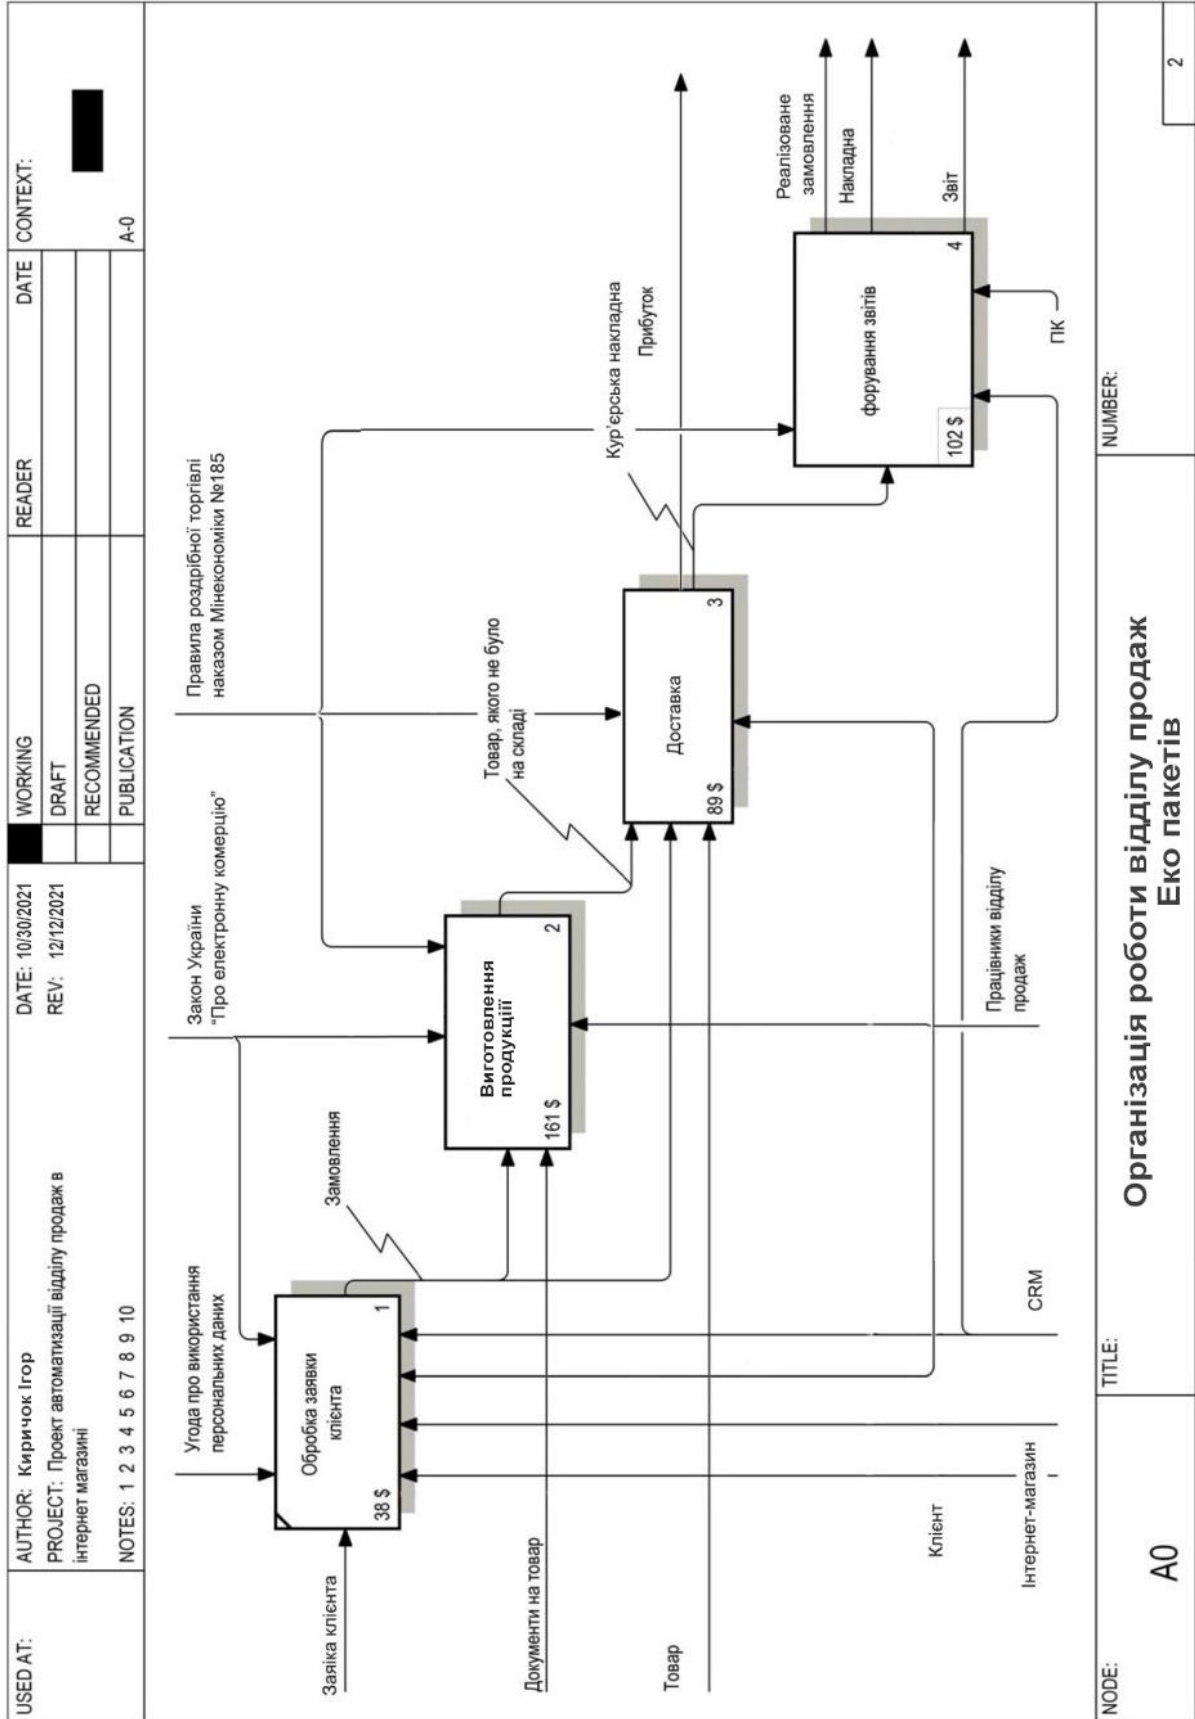 USED AT:
AUTHOR: Киричок Ігор
PROJECT: Проект автоматизації відділу продаж в
інтернет магазині
NOTES: 1 2 3 4 5 6 7 8 9 10
DATE: 10/30/2021
REV: 12/12/2021
WORKING
DRAFT
RECOMMENDED
PUBLICATION
READER
DATE
CONTEXT:
A-0
Угода про використання
персональних даних
Закон України
"Про електронну комерцію"
Правила роздрібної торгівлі
наказом Мінекономіки №185
Заяіка клієнта
Обробка заявки
клієнта
38 $
1
Замовлення
Документи на товар
Виготовлення
продукціїі
161 $
2
Товар, якого не було
на складі
Товар
Доставка
89 $
3
Кур'єрська накладна
Прибуток
форування звітів
102 $
4
Реалізоване
замовлення
Накладна
Звіт
Клієнт
Інтернет-магазин
CRM
Працівники відділу
продаж
ПК
NODE:
A0
TITLE:
Організація роботи відділу продаж
Еко пакетів
NUMBER:
2